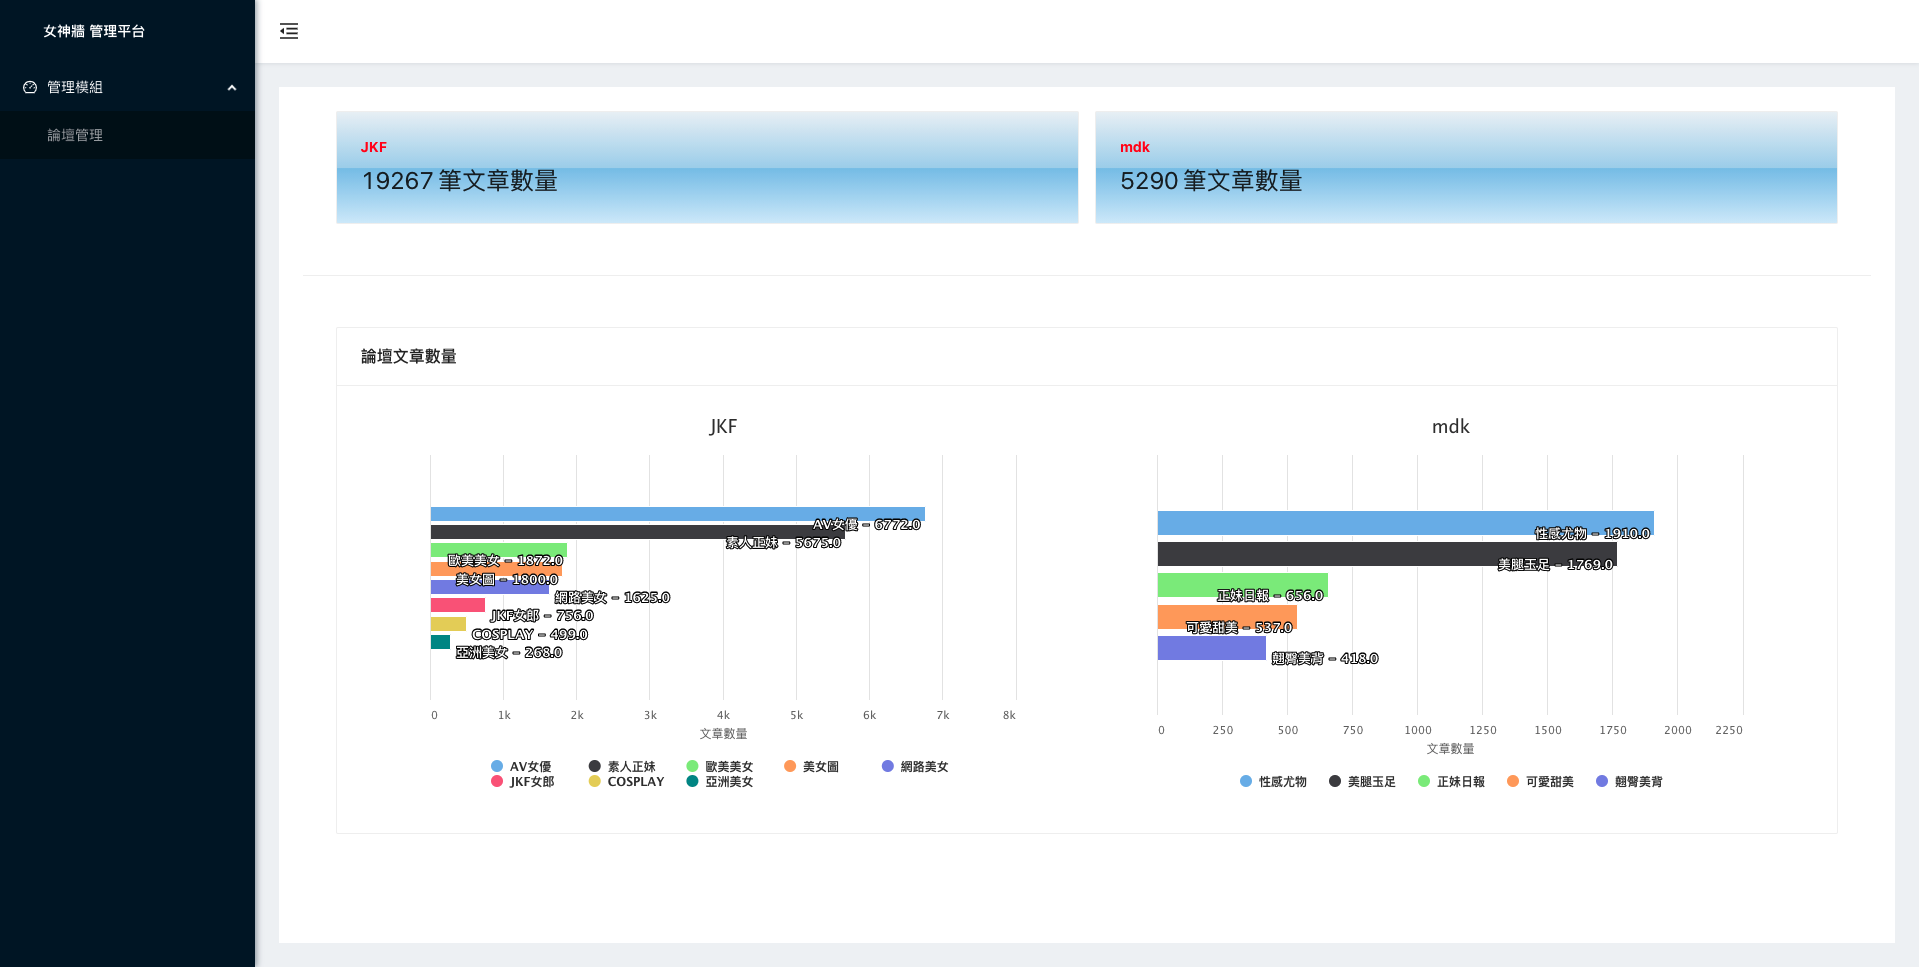 女神牆 管理平台
管理模組
論壇管理
JKF
19267 筆文章數量
mdk
5290 筆文章數量
論壇文章數量
JKF
AV女優 – 6772.0
素人正妹 – 5675.0
歐美美女 – 1872.0
美女圖 – 1800.0
網路美女 – 1625.0
JKF女郎 – 756.0
COSPLAY – 499.0
亞洲美女 – 268.0
0 1k 2k 3k 4k 5k 6k 7k 8k
文章數量
AV女優 素人正妹 歐美美女 美女圖 網路美女
JKF女郎 COSPLAY 亞洲美女
mdk
性感尤物 – 1910.0
美腿玉足 – 1769.0
正妹日報 – 656.0
可愛甜美 – 537.0
翹臀美背 – 418.0
0 250 500 750 1000 1250 1500 1750 2000 2250
文章數量
性感尤物 美腿玉足 正妹日報 可愛甜美 翹臀美背